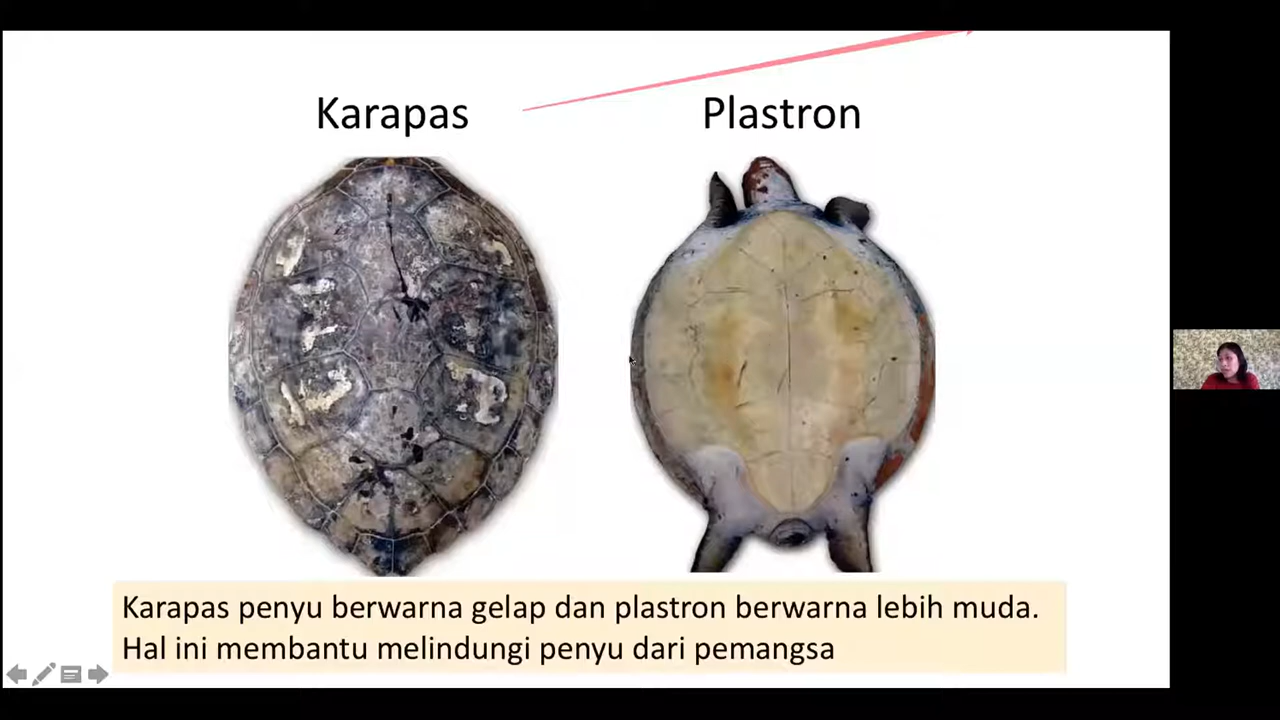 Karapas
Plastron
Karapas penyu berwarna gelap dan plastron berwarna lebih muda.
Hal ini membantu melindungi penyu dari pemangsa